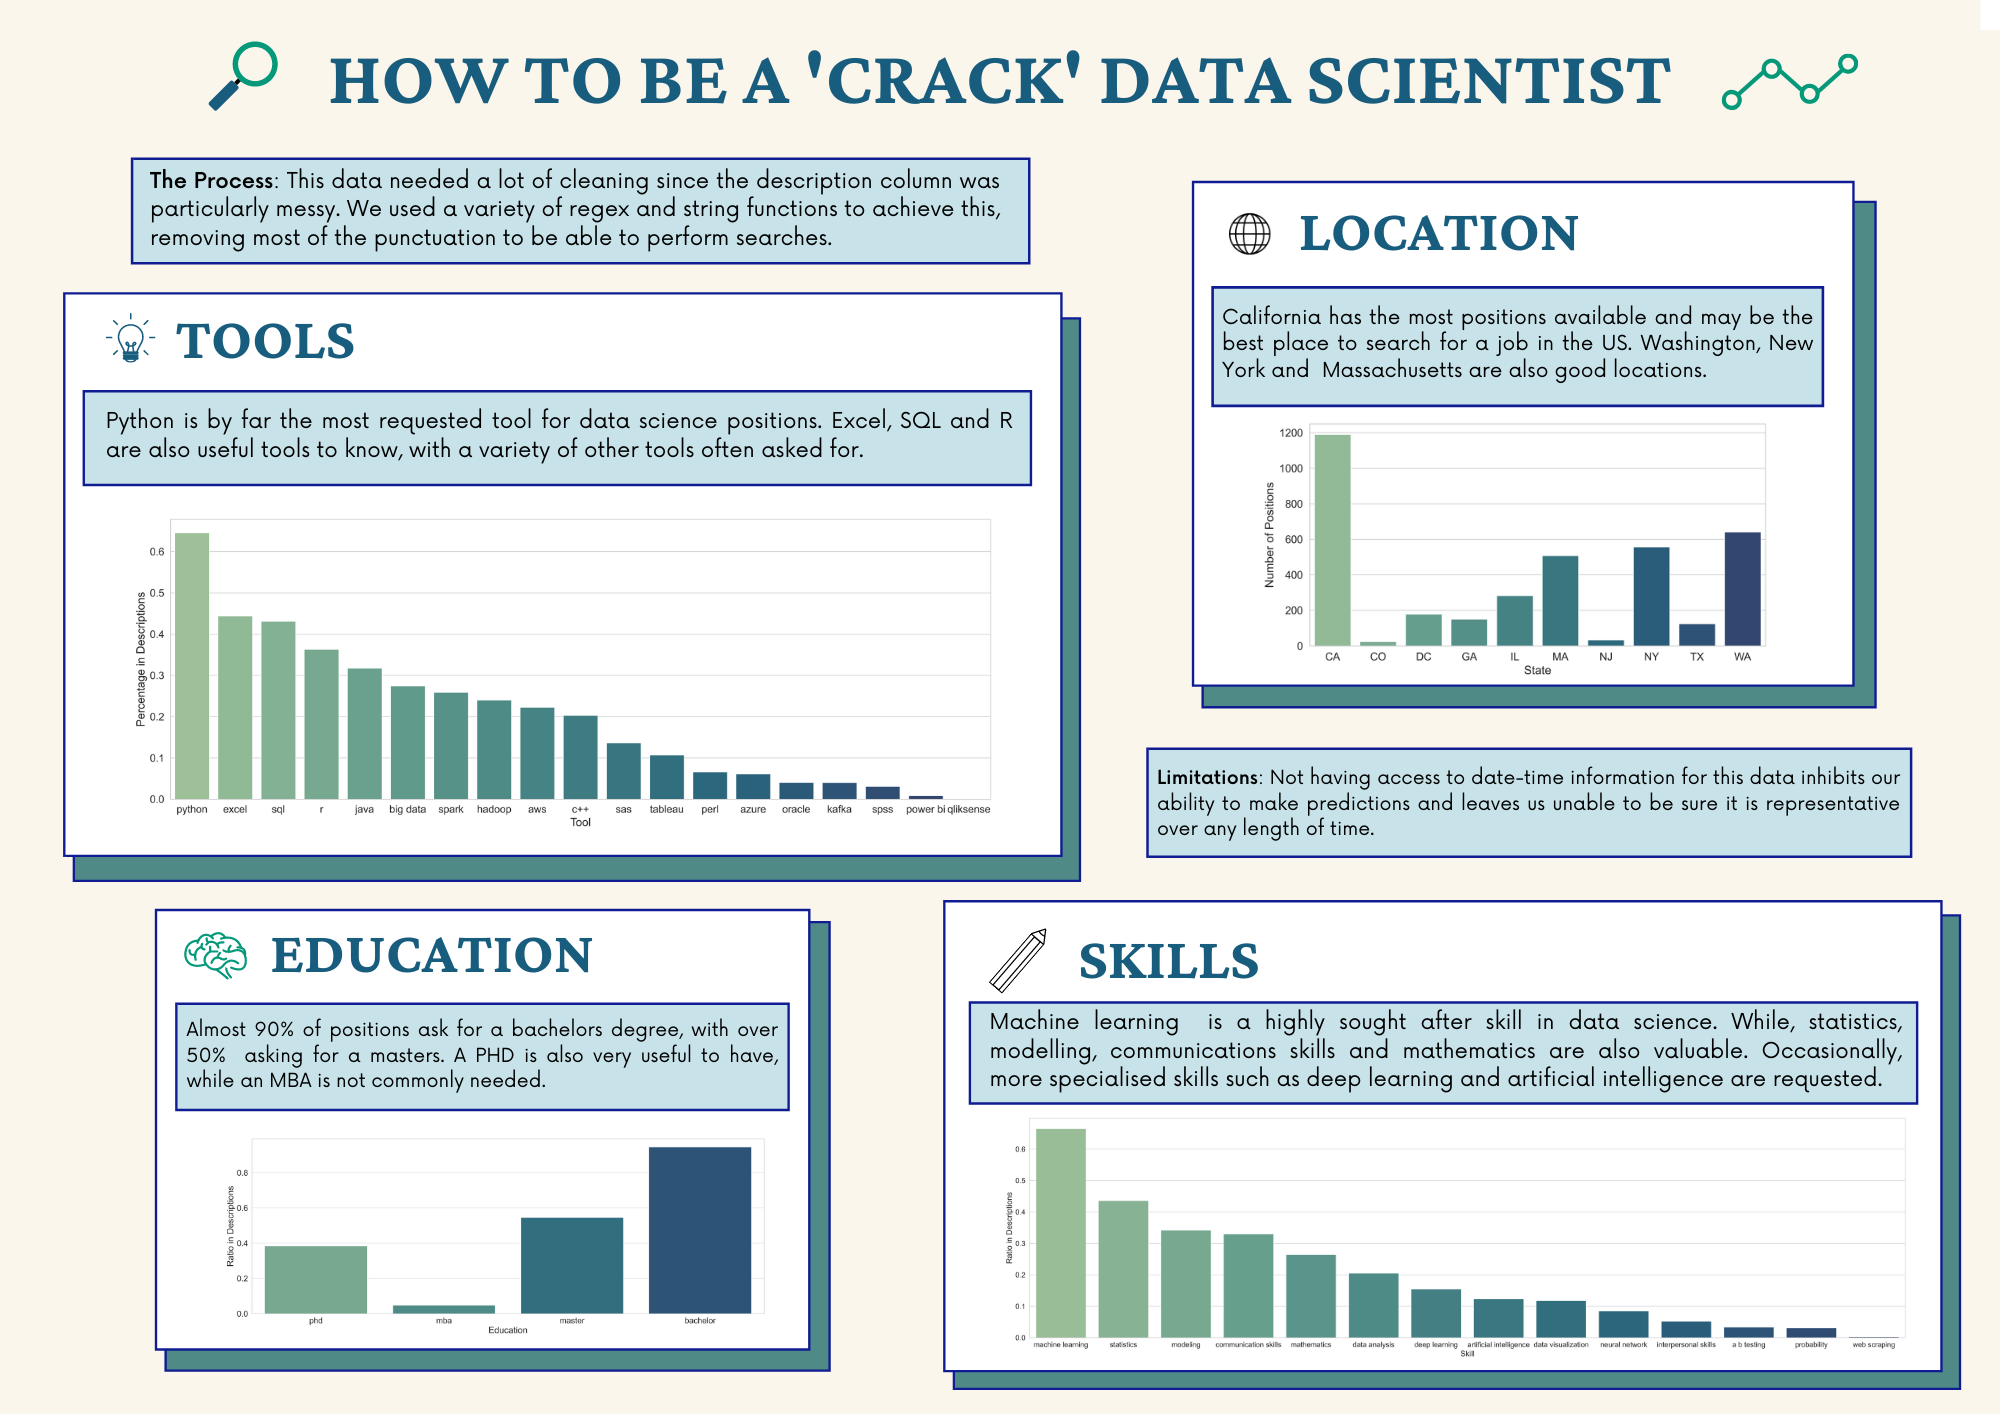 HOW TO BE A 'CRACK' DATA SCIENTIST
The Process: This data needed a lot of cleaning since the description column was
particularly messy. We used a variety of regex and string functions to achieve this,
removing most of the punctuation to be able to perform searches.
TOOLS
Python is by far the most requested tool for data science positions. Excel, SQL and R
are also useful tools to know, with a variety of other tools often asked for.
Percentage in Descriptions
0.6
0.5
0.4
0.3
0.2
0.1
0.0
python excel sql r java big data spark hadoop aws c++ sas tableau perl azure oracle kafka spss power bi qliksense
Tool
LOCATION
California has the most positions available and may be the
best place to search for a job in the US. Washington, New
York and Massachusetts are also good locations.
Number of Positions
1200
1000
800
600
400
200
0
CA CO DC GA IL MA NJ NY TX WA
State
Limitations: Not having access to date-time information for this data inhibits our
ability to make predictions and leaves us unable to be sure it is representative
over any length of time.
EDUCATION
Almost 90% of positions ask for a bachelors degree, with over
50% asking for a masters. A PHD is also very useful to have,
while an MBA is not commonly needed.
Ratio in Descriptions
0.8
0.6
0.4
0.2
0.0
phd mba master bachelor
Education
SKILLS
Machine learning is a highly sought after skill in data science. While, statistics,
modelling, communications skills and mathematics are also valuable. Occasionally,
more specialised skills such as deep learning and artificial intelligence are requested.
Ratio in Descriptions
0.6
0.5
0.4
0.3
0.2
0.1
0.0
machine learning statistics modeling communication skills mathematics data analysis deep learning artificial intelligence data visualization neural network interpersonal skills a b testing probability web scraping
Skill